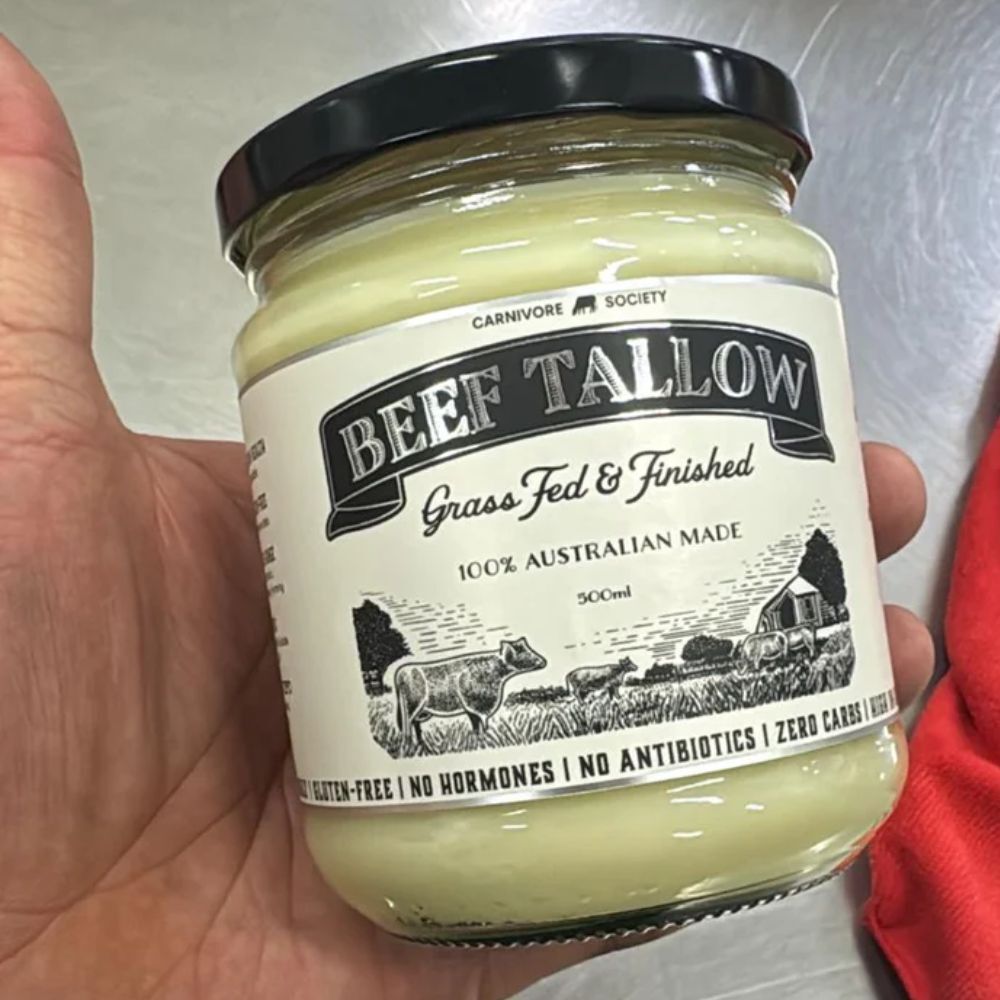 CARNIVORE SOCIETY
BEEF TALLOW
Grass Fed & Finished
100% AUSTRALIAN MADE
500ml
GLUTEN-FREE | NO HORMONES | NO ANTIBIOTICS | ZERO CARBS | HIGH